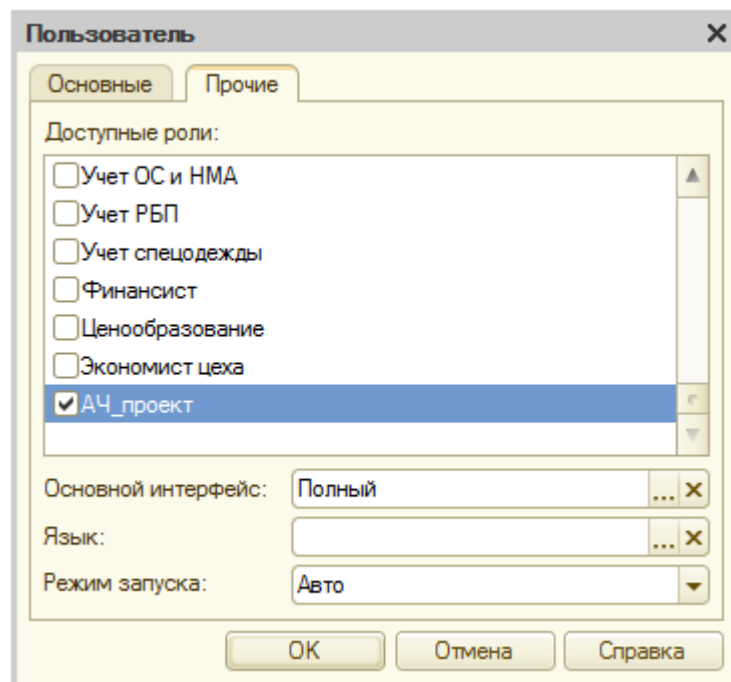 Пользователь
Основные Прочие
Доступные роли:
Учет ОС и НМА
Учет РБП
Учет спецодежды
Финансист
Ценообразование
Экономист цеха
АЧ_проект
Основной интерфейс: Полный ...
Язык: ...
Режим запуска: Авто
OK Отмена Справка